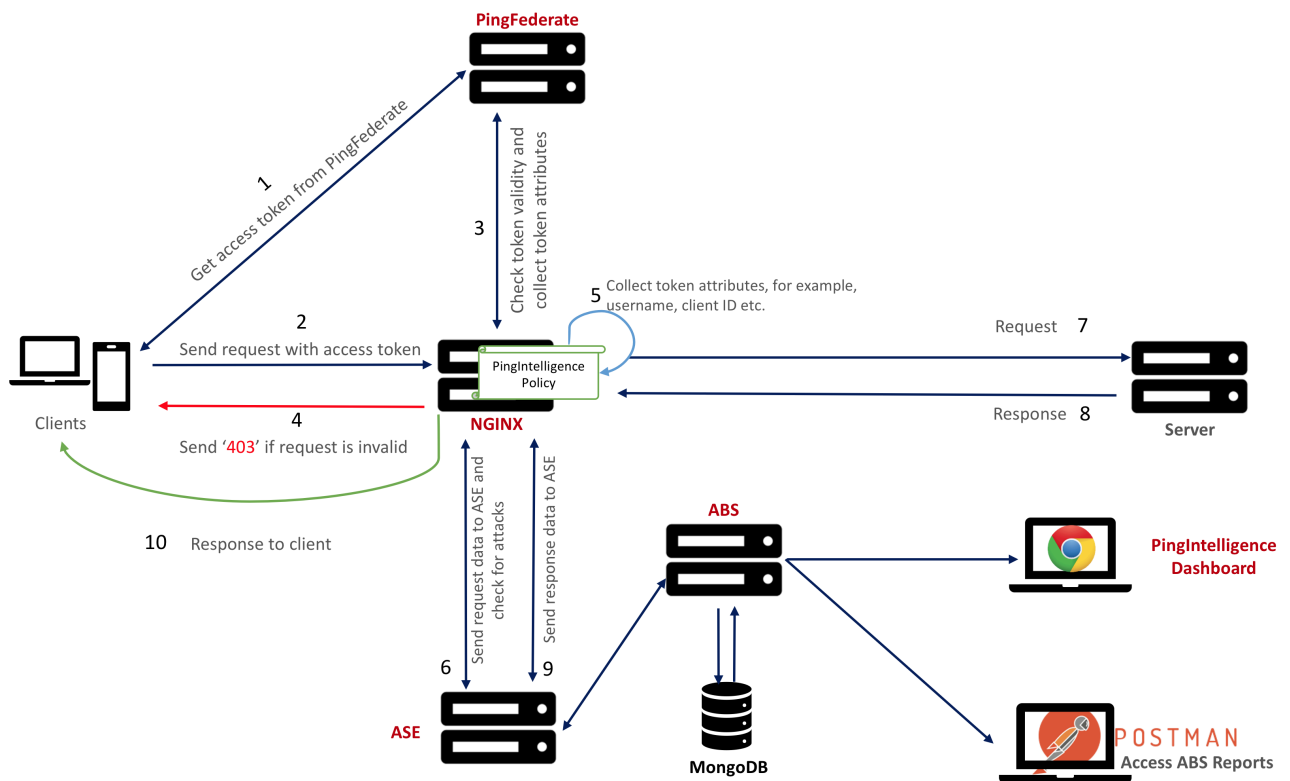 PingFederate
1
Get access token from PingFederate
3
Check token validity and
collect token attributes
5
Collect token attributes, for example,
username, client ID etc.
2
Send request with access token
PingIntelligence
Policy
Request 7
Clients
4
Send ‘403’ if request is invalid
NGINX
Response 8
Server
10 Response to client
6
Send request data to ASE and
check for attacks
Send response data to ASE
9
ABS
PingIntelligence
Dashboard
ASE
MongoDB
POSTMAN
Access ABS Reports